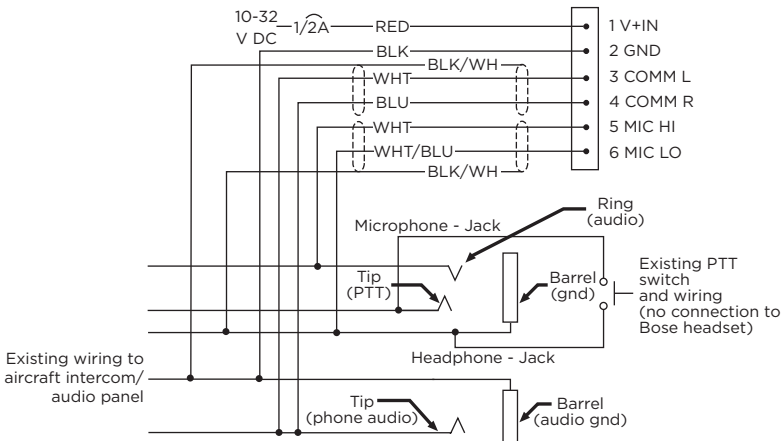 10-32
V DC
1/2A
RED
1 V+IN
BLK
2 GND
BLK/WH
WHT
3 COMM L
BLU
4 COMM R
WHT
5 MIC HI
WHT/BLU
6 MIC LO
BLK/WH
Ring
(audio)
Microphone - Jack
Tip
(PTT)
Barrel
(gnd)
Existing PTT
switch
and wiring
(no connection to
Bose headset)
Headphone - Jack
Existing wiring to
aircraft intercom/
audio panel
Tip
(phone audio)
Barrel
(audio gnd)